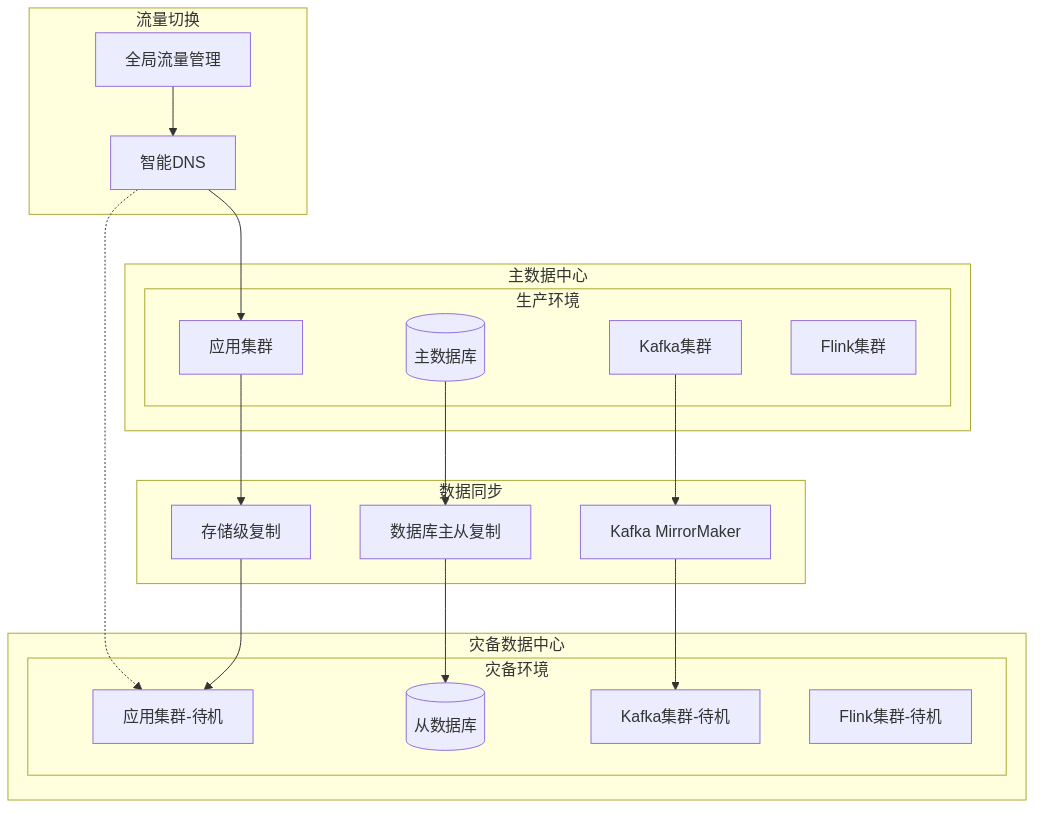 流量切换
全局流量管理
智能DNS
主数据中心
生产环境
应用集群
主数据库
Kafka集群
Flink集群
数据同步
存储级复制
数据库主从复制
Kafka MirrorMaker
灾备数据中心
灾备环境
应用集群-待机
从数据库
Kafka集群-待机
Flink集群-待机